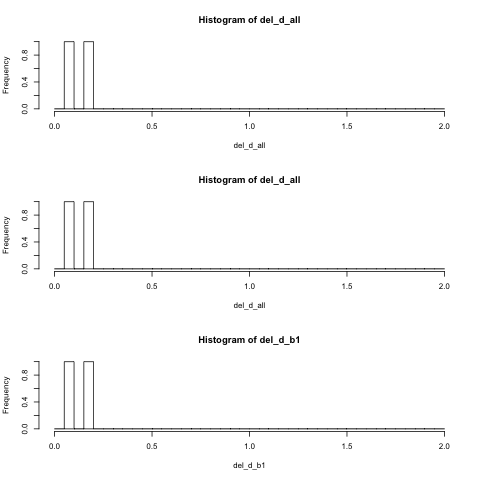 Histogram of del_d_all
Frequency
0.0 0.4 0.8
0.0 0.5 1.0 1.5 2.0
del_d_all
Histogram of del_d_all
Frequency
0.0 0.4 0.8
0.0 0.5 1.0 1.5 2.0
del_d_all
Histogram of del_d_b1
Frequency
0.0 0.4 0.8
0.0 0.5 1.0 1.5 2.0
del_d_b1